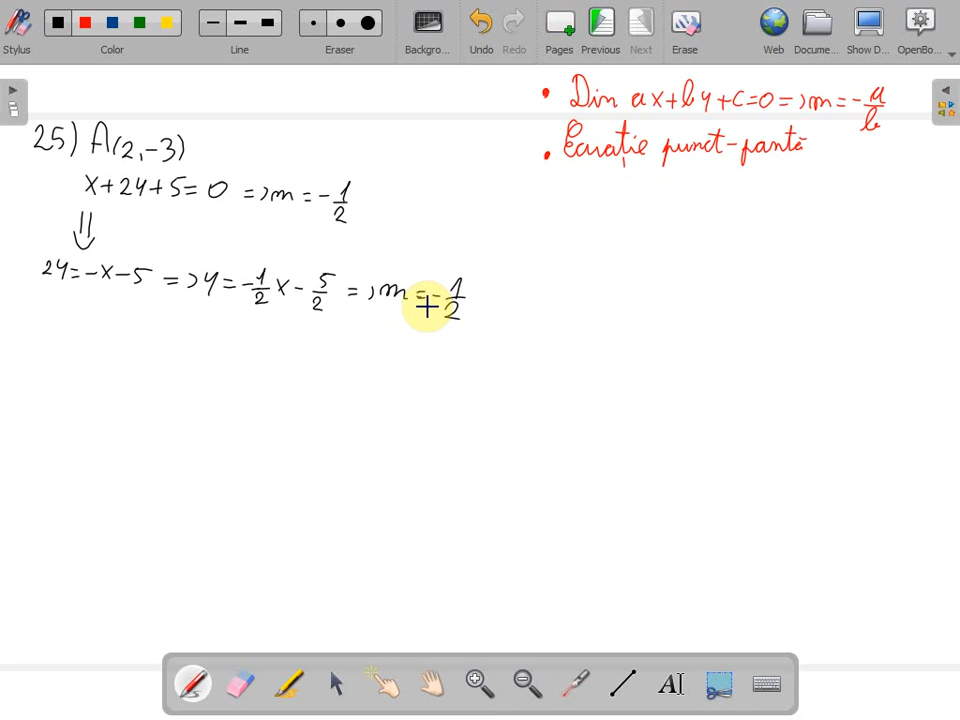 Stylus Color Line Eraser Backgro... Undo Redo Pages Previous Next Erase Web Docume... Show D... OpenBo...
• Din ax+by+c=0=>m=-a/b
• Ecuație punct-pantă
25) A(2,-3)
x+2y+5=0 =>m=-1/2
⇓
2y=-x-5 =>y=-1/2x-5/2 =>m=-1/2